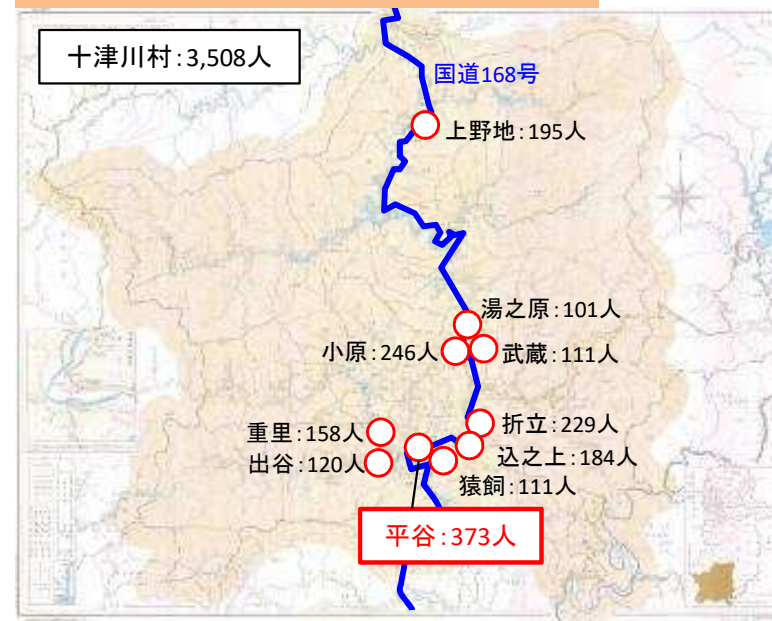 十津川村：3,508人
国道168号
上野地：195人
湯之原：101人
小原：246人
武蔵：111人
折立：229人
重里：158人
込之上：184人
出谷：120人
猿飼：111人
平谷：373人